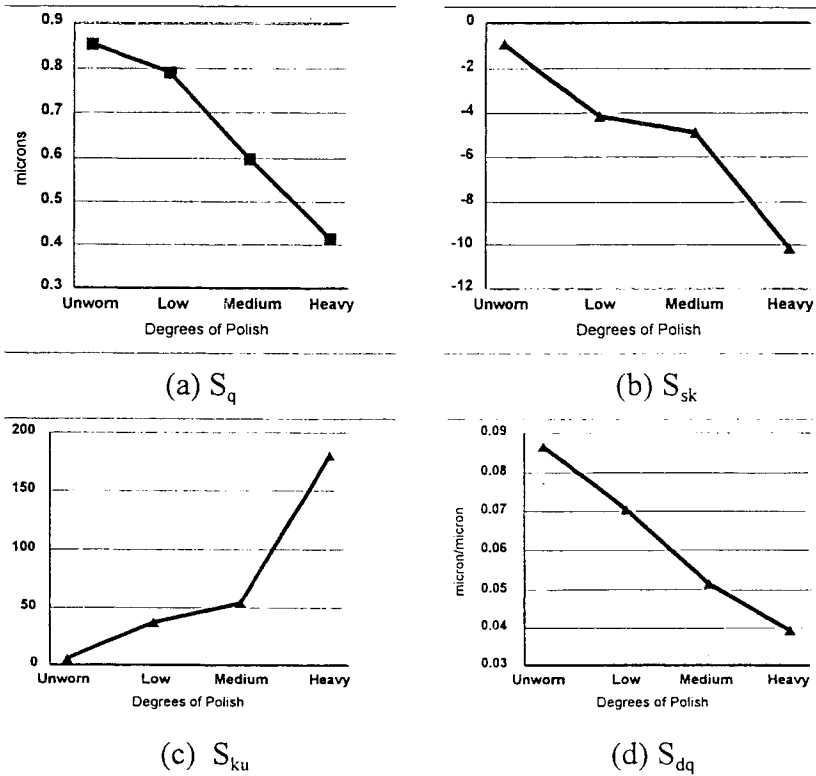 0.9
0.8
0.7
0.6
0.5
0.4
0.3
microns
Unworn Low Medium Heavy
Degrees of Polish
(a) Sq
0
-2
-4
-6
-8
-10
-12
Unworn Low Medium Heavy
Degrees of Polish
(b) Ssk
200
150
100
50
0
Unworn Low Medium Heavy
Degrees of Polish
(c) Sku
0.09
0.08
0.07
0.06
0.05
0.04
0.03
micron/micron
Unworn Low Medium Heavy
Degrees of Polish
(d) Sdq